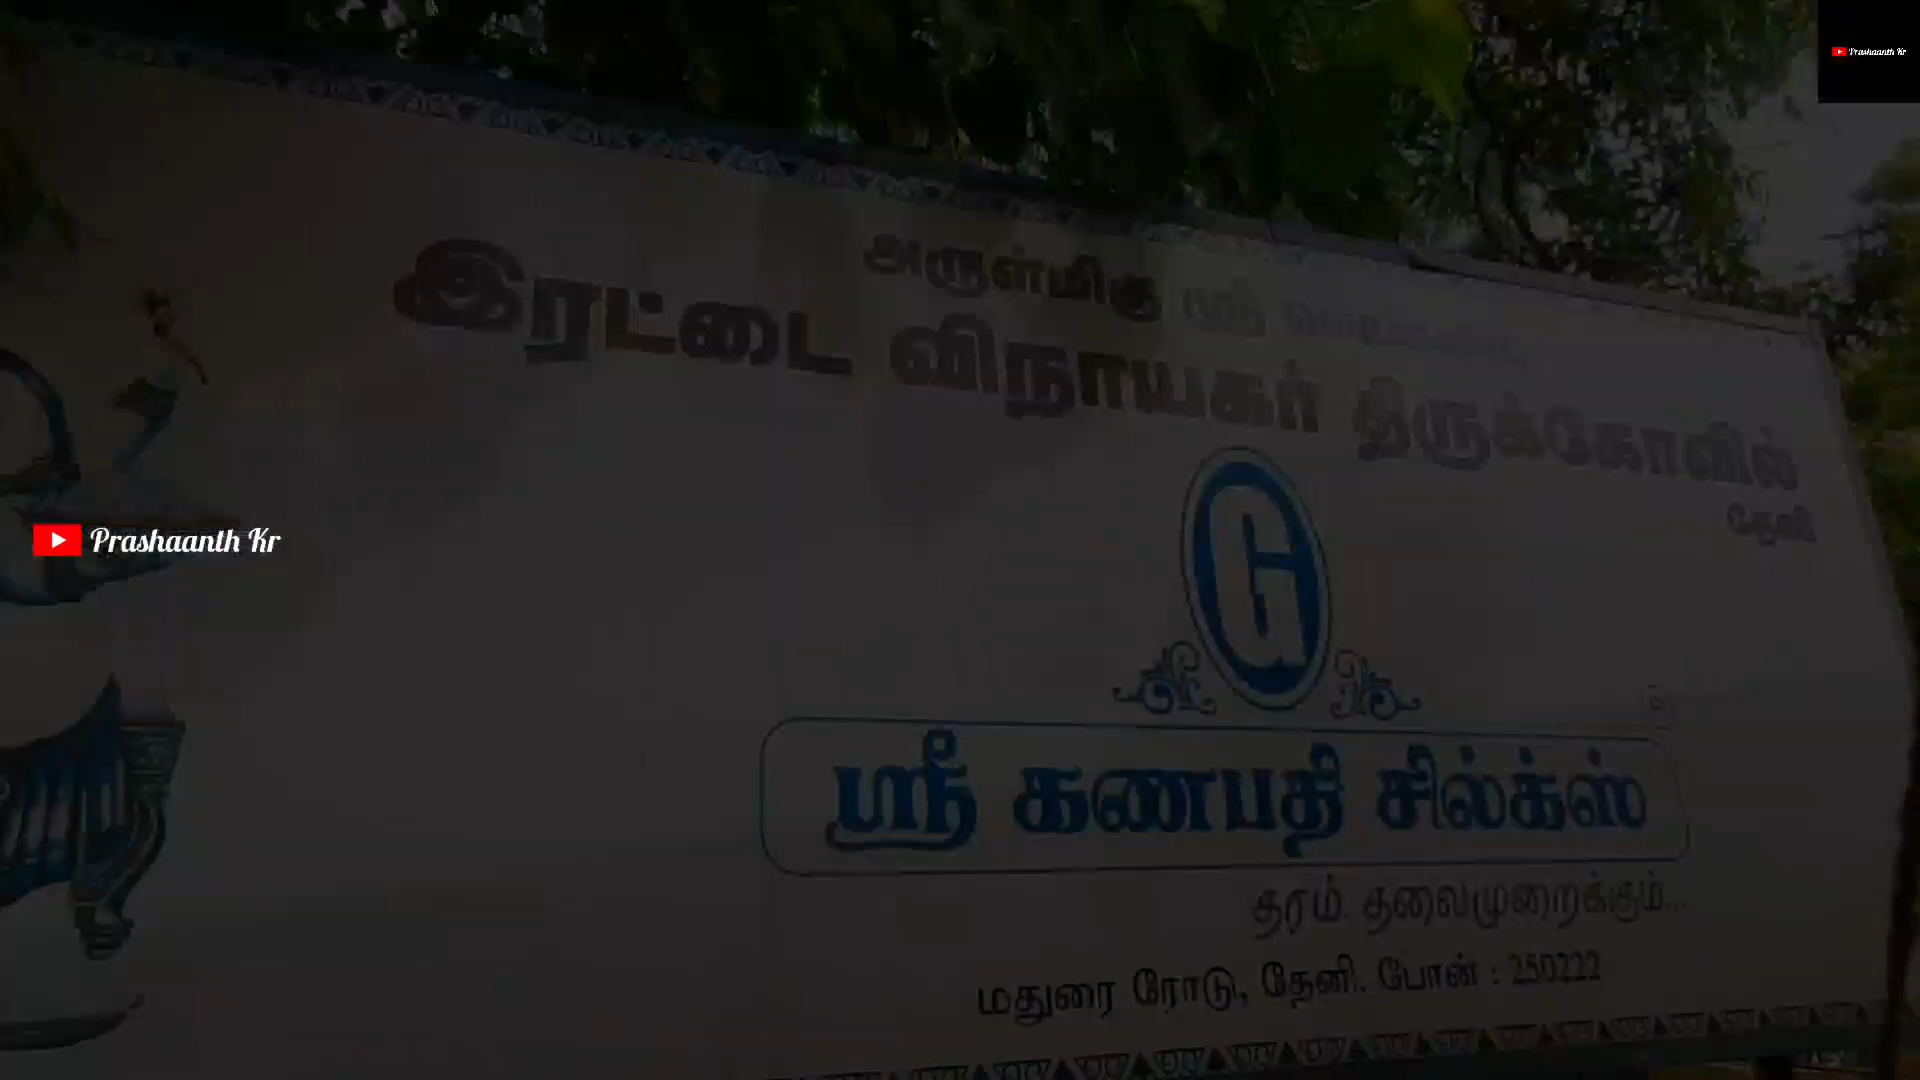 Prashaanth Kr
அருள்மிகு ஸ்ரீ
இரட்டை விநாயகர் திருக்கோவில்
தேனி
Prashaanth Kr
G
ஸ்ரீ கணபதி சில்க்ஸ்
தரம். தலைமுறைக்கும்...
மதுரை ரோடு, தேனி. போன் : 250222